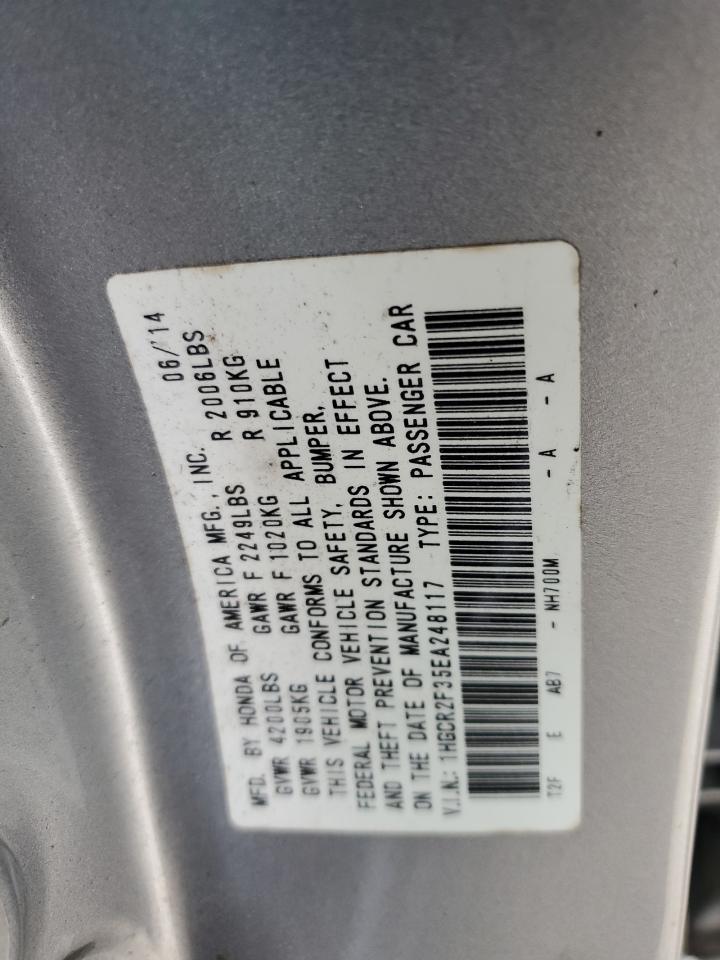 MFD. BY HONDA OF AMERICA MFG., INC. 06/'14
GVWR 4200LBS GAWR F 2249LBS R 2006LBS
GVWR 1905KG GAWR F 1020KG R 910KG
THIS VEHICLE CONFORMS TO ALL APPLICABLE
FEDERAL MOTOR VEHICLE SAFETY, BUMPER,
AND THEFT PREVENTION STANDARDS IN EFFECT
ON THE DATE OF MANUFACTURE SHOWN ABOVE.
V.I.N.: 1HGCR2F35EA248117 TYPE: PASSENGER CAR
T2F E AB7 - NH700M - A - A